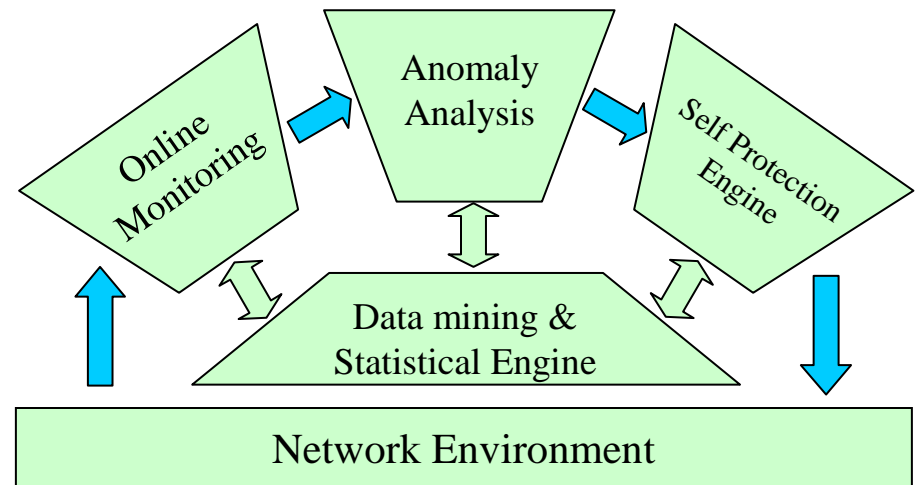 Online
Monitoring
Anomaly
Analysis
Self Protection
Engine
Data mining &
Statistical Engine
Network Environment